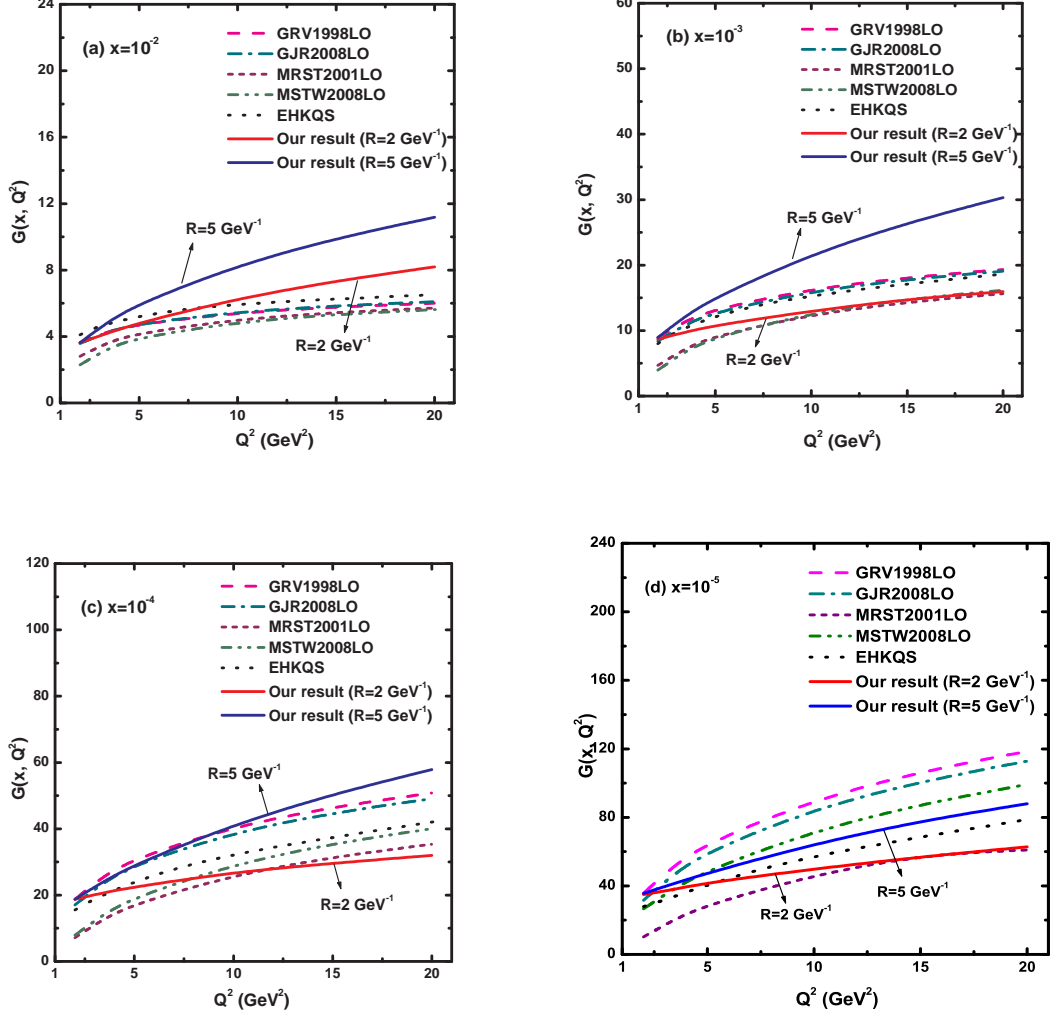 (a) x=10⁻²
GRV1998LO
GJR2008LO
MRST2001LO
MSTW2008LO
EHKQS
Our result (R=2 GeV⁻¹)
Our result (R=5 GeV⁻¹)
R=5 GeV⁻¹
R=2 GeV⁻¹
G(x, Q²)
24
20
16
12
8
4
0
1 5 10 15 20
Q² (GeV²)
(b) x=10⁻³
GRV1998LO
GJR2008LO
MRST2001LO
MSTW2008LO
EHKQS
Our result (R=2 GeV⁻¹)
Our result (R=5 GeV⁻¹)
R=5 GeV⁻¹
R=2 GeV⁻¹
G(x, Q²)
60
50
40
30
20
10
0
1 5 10 15 20
Q² (GeV²)
(c) x=10⁻⁴
GRV1998LO
GJR2008LO
MRST2001LO
MSTW2008LO
EHKQS
Our result (R=2 GeV⁻¹)
Our result (R=5 GeV⁻¹)
R=5 GeV⁻¹
R=2 GeV⁻¹
G(x, Q²)
120
100
80
60
40
20
0
1 5 10 15 20
Q² (GeV²)
(d) x=10⁻⁵
GRV1998LO
GJR2008LO
MRST2001LO
MSTW2008LO
EHKQS
Our result (R=2 GeV⁻¹)
Our result (R=5 GeV⁻¹)
R=5 GeV⁻¹
R=2 GeV⁻¹
G(x, Q²)
240
200
160
120
80
40
0
1 5 10 15 20
Q² (GeV²)